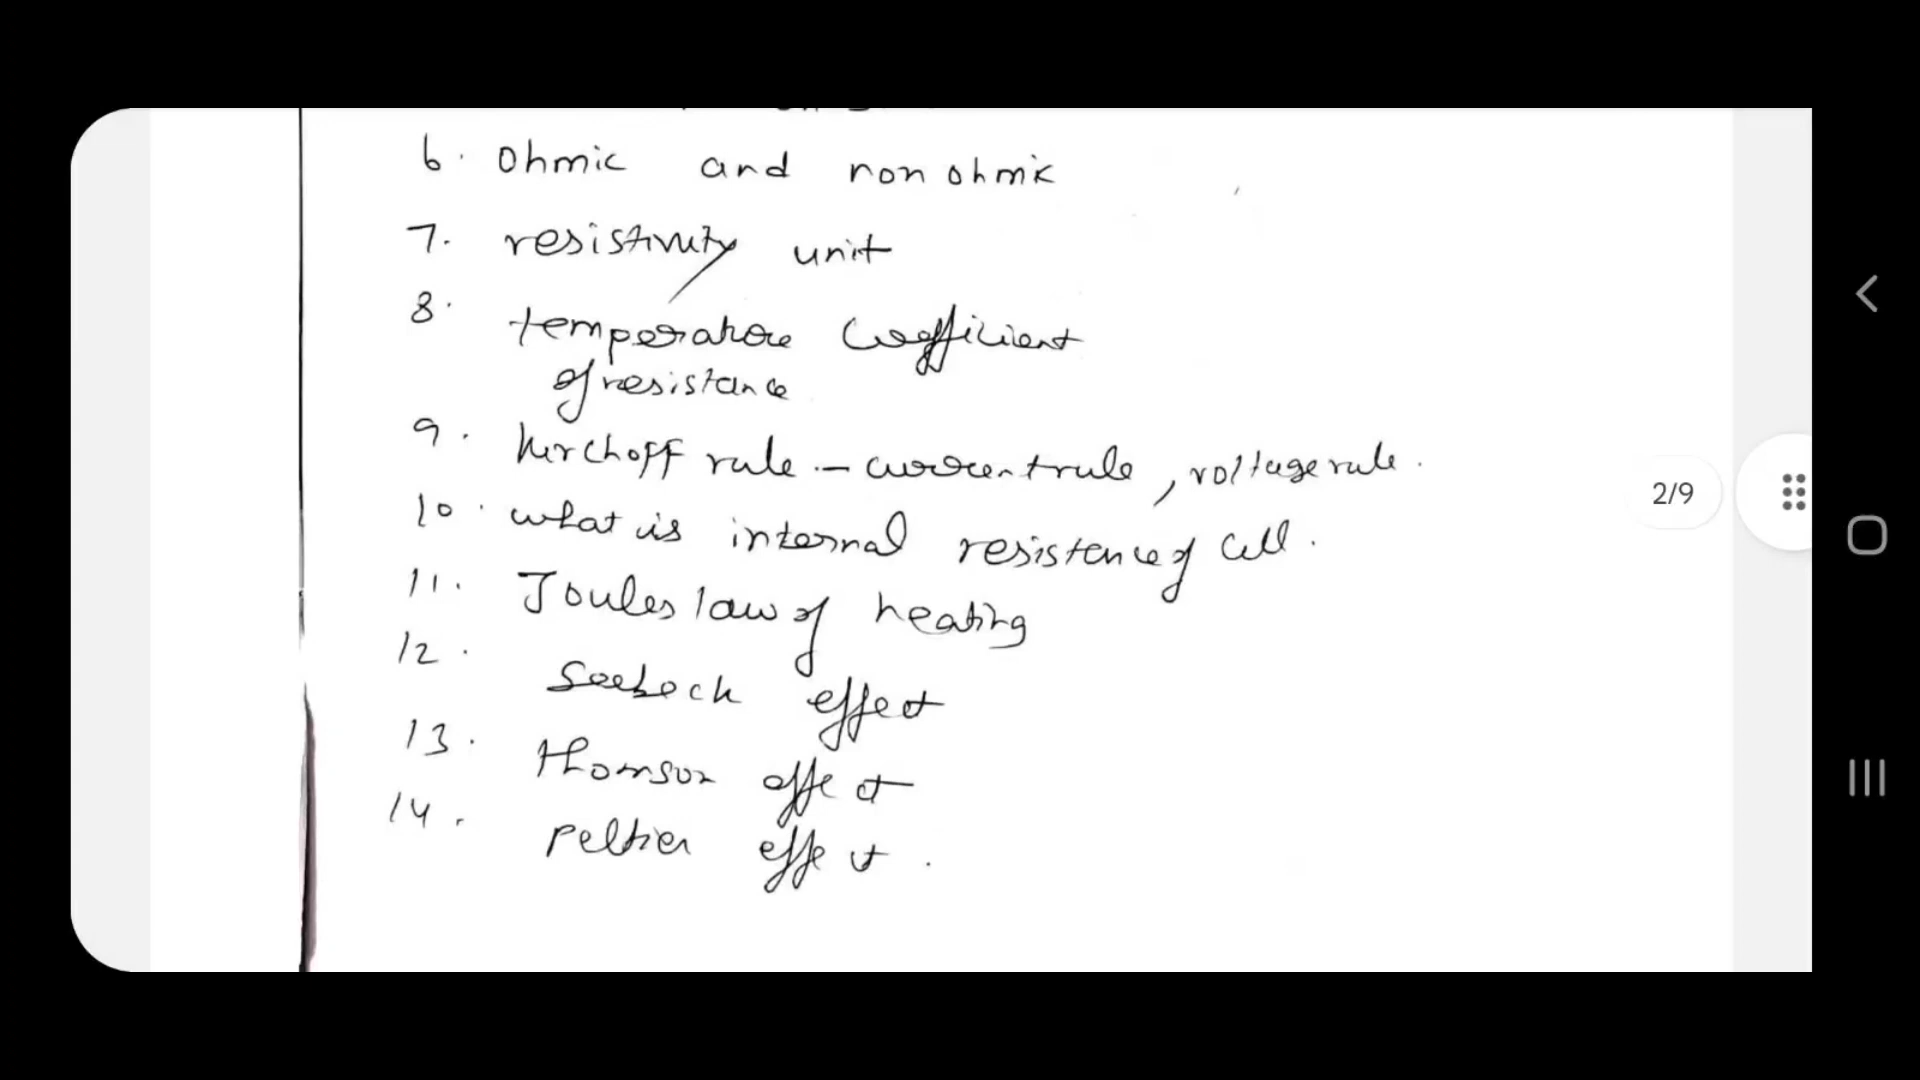 6. Ohmic and non ohmic
7. resistivity unit
8. temperature coefficient
of resistance
9. Kirchoff rule - current rule, voltage rule.
10. what is internal resistence of cell.
11. Joules law of heating
12. Seebeck effect
13. Thomson effect
14. Peltier effect.
2/9